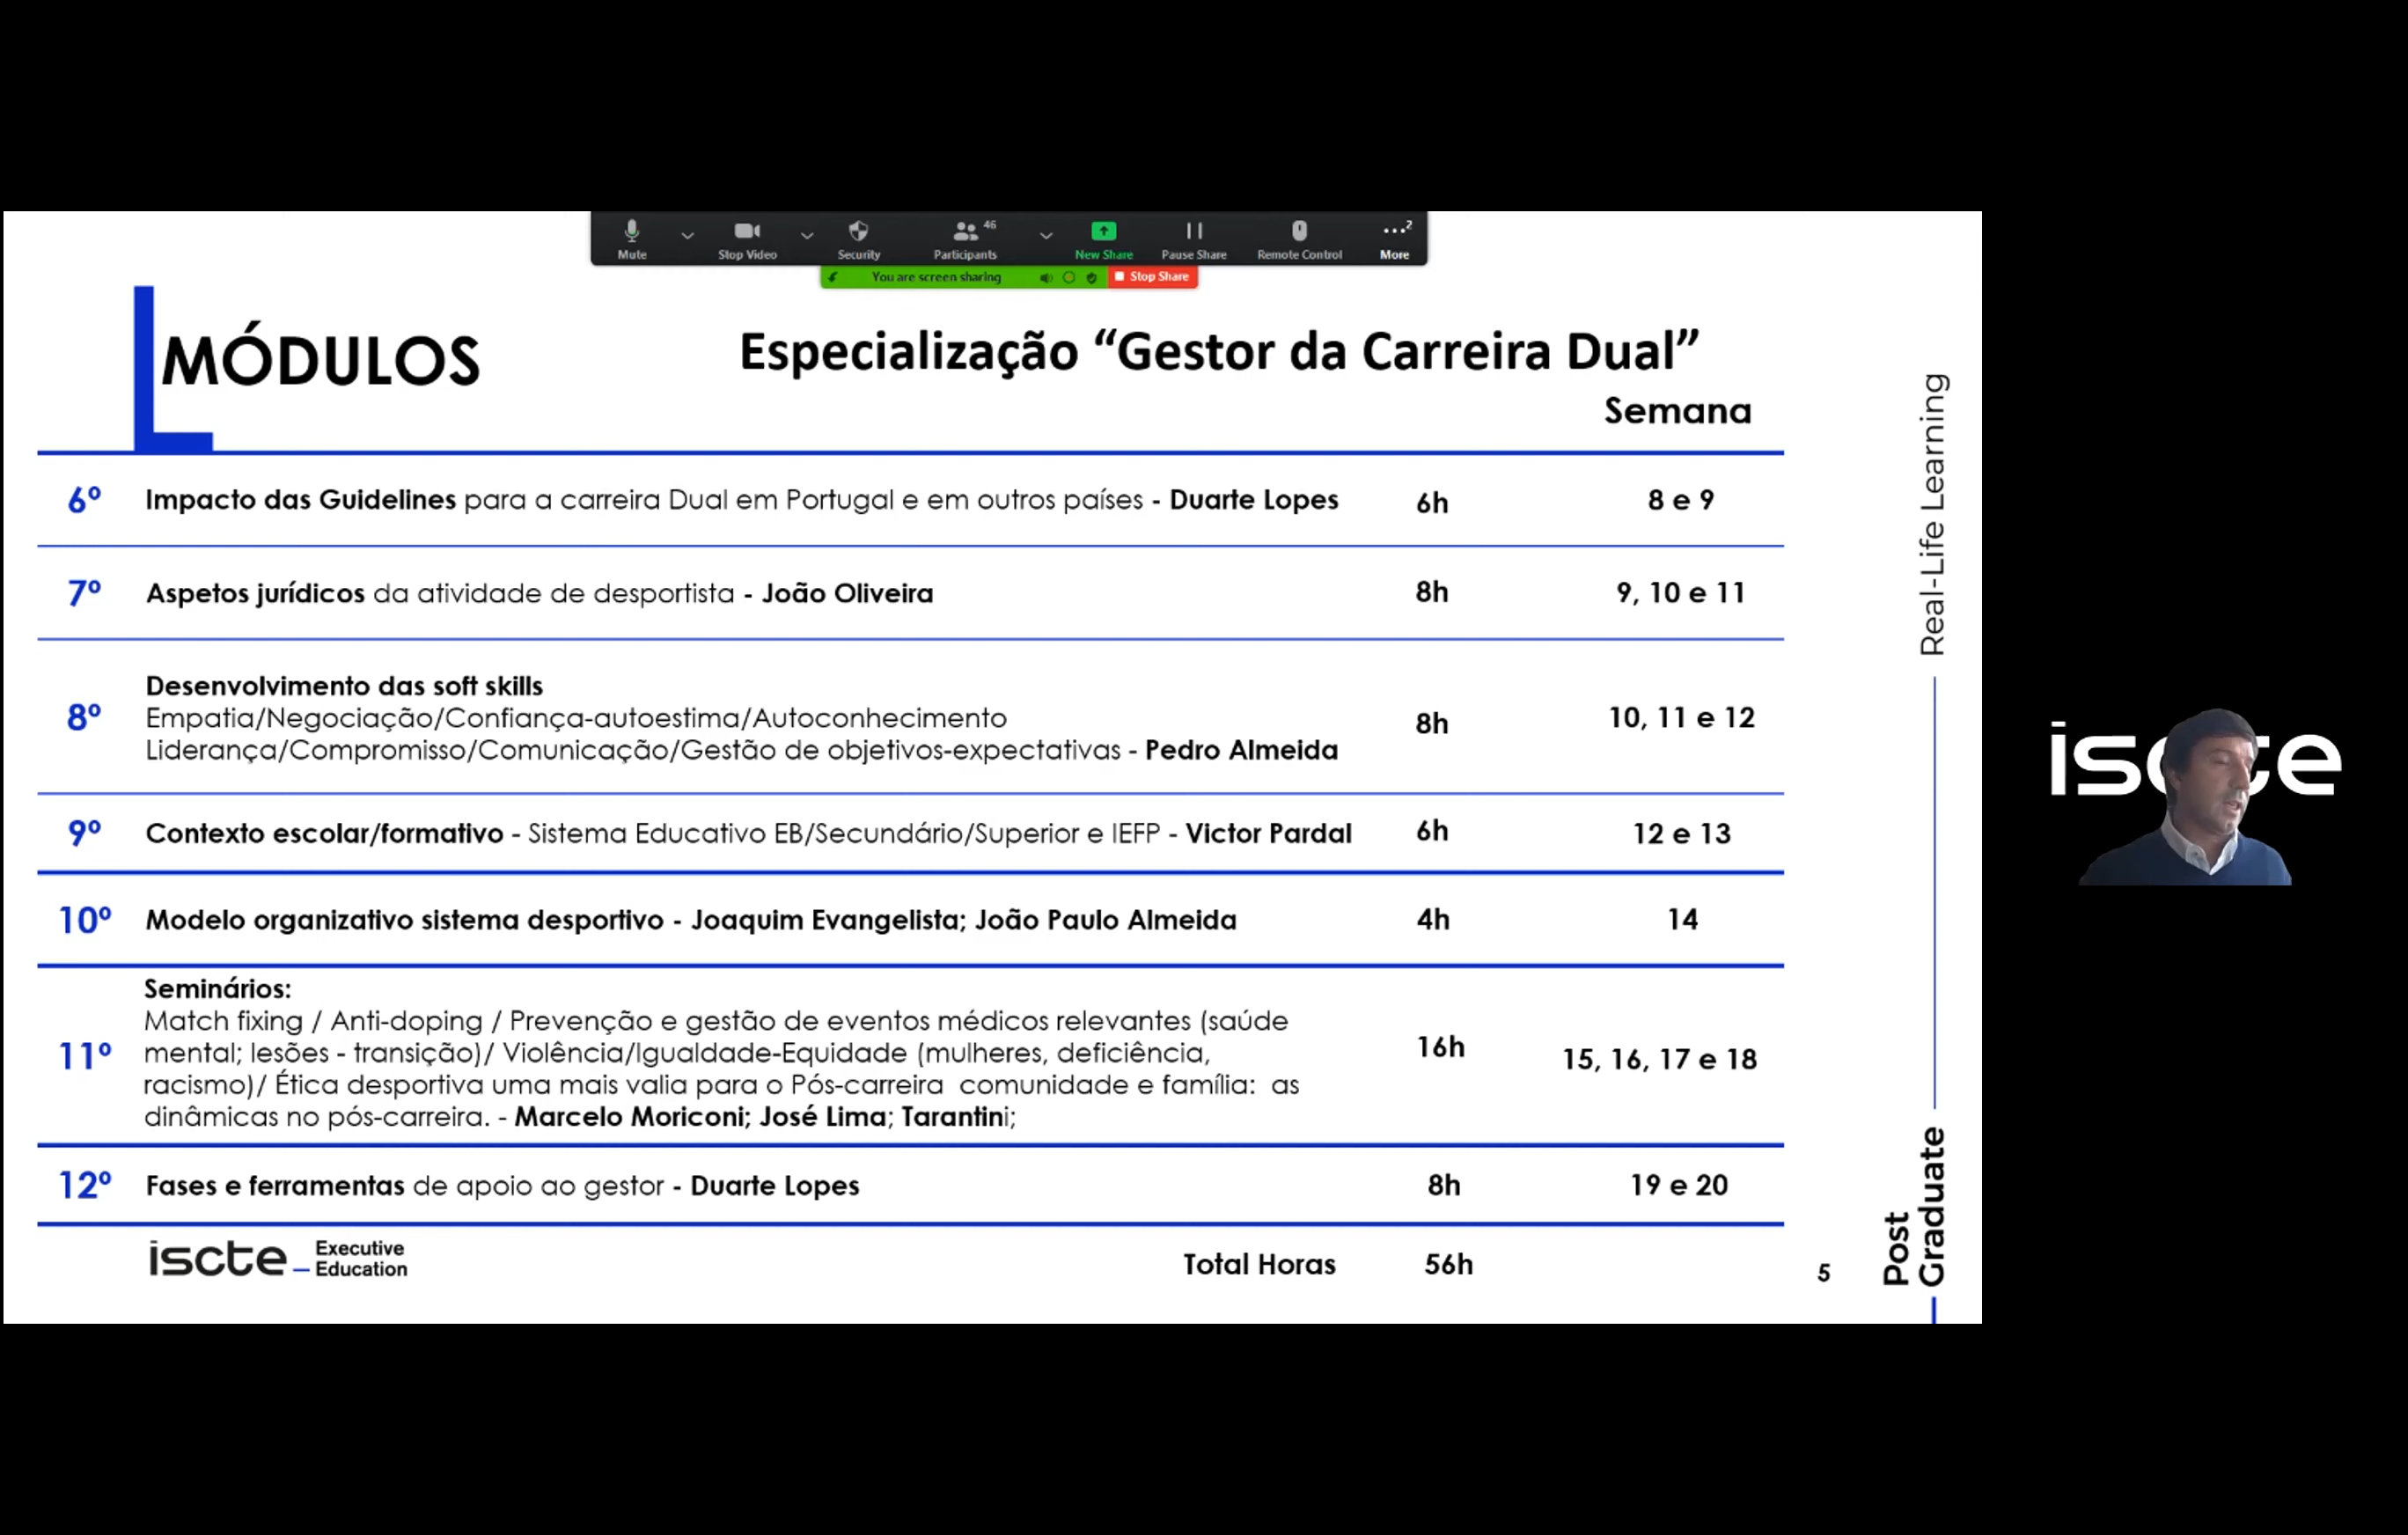 Mute
Stop Video
Security
Participants
46
New Share
Pause Share
Remote Control
2
More
You are screen sharing
Stop Share
MÓDULOS
Especialização “Gestor da Carreira Dual”
Semana
6º Impacto das Guidelines para a carreira Dual em Portugal e em outros países - Duarte Lopes 6h 8 e 9
7º Aspetos jurídicos da atividade de desportista - João Oliveira 8h 9, 10 e 11
Desenvolvimento das soft skills
8º Empatia/Negociação/Confiança-autoestima/Autoconhecimento 8h 10, 11 e 12
Liderança/Compromisso/Comunicação/Gestão de objetivos-expectativas - Pedro Almeida
9º Contexto escolar/formativo - Sistema Educativo EB/Secundário/Superior e IEFP - Victor Pardal 6h 12 e 13
10º Modelo organizativo sistema desportivo - Joaquim Evangelista; João Paulo Almeida 4h 14
Seminários:
Match fixing / Anti-doping / Prevenção e gestão de eventos médicos relevantes (saúde
11º mental; lesões - transição)/ Violência/Igualdade-Equidade (mulheres, deficiência, 16h 15, 16, 17 e 18
racismo)/ Ética desportiva uma mais valia para o Pós-carreira comunidade e família: as
dinâmicas no pós-carreira. - Marcelo Moriconi; José Lima; Tarantini;
12º Fases e ferramentas de apoio ao gestor - Duarte Lopes 8h 19 e 20
iscte Executive
Education
Total Horas 56h
5
Real-Life Learning
Post
Graduate
iscte